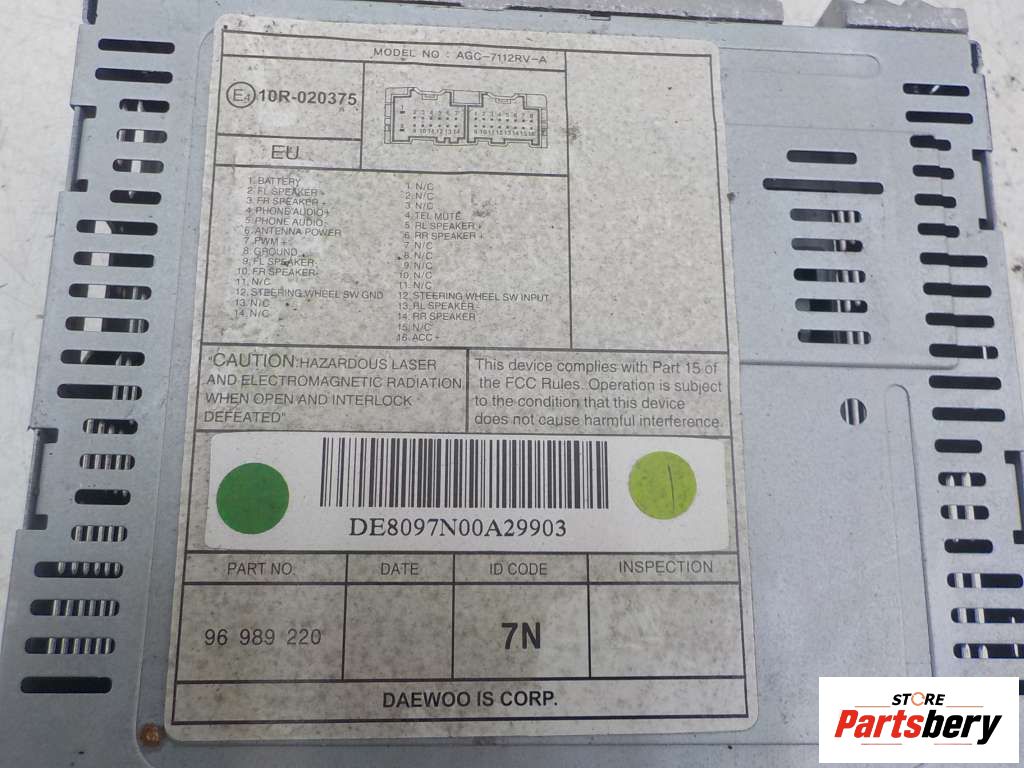 MODEL NO : AGC-7112RV-A
E4 10R-020375
EU
1. BATTERY
2. FL SPEAKER +
3. FR SPEAKER +
4. PHONE AUDIO+
5. PHONE AUDIO-
6. ANTENNA POWER
7. PWM +
8. GROUND
9. FL SPEAKER-
10. FR SPEAKER-
11. N/C
12. STEERING WHEEL SW GND
13. N/C
14. N/C
1. N/C
2. N/C
3. N/C
4. TEL MUTE
5. RL SPEAKER +
6. RR SPEAKER +
7. N/C
8. N/C
9. N/C
10. N/C
11. N/C
12. STEERING WHEEL SW INPUT
13. RL SPEAKER -
14. RR SPEAKER
15. N/C
16. ACC+
"CAUTION:HAZARDOUS LASER
AND ELECTROMAGNETIC RADIATION
WHEN OPEN AND INTERLOCK
DEFEATED"
This device complies with Part 15 of
the FCC Rules. Operation is subject
to the condition that this device
does not cause harmful interference.
DE8097N00A29903
PART NO. DATE ID CODE INSPECTION
96 989 220 7N
DAEWOO IS CORP.
STORE
Partsbery